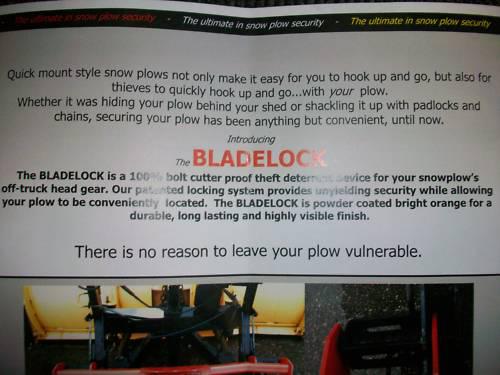 The ultimate in snow plow security - The ultimate in snow plow security - The ultimate in snow plow security
Quick mount style snow plows not only make it easy for you to hook up and go, but also for
thieves to quickly hook up and go...with your plow.
Whether it was hiding your plow behind your shed or shackling it up with padlocks and
chains, securing your plow has been anything but convenient, until now.
Introducing
The BLADELOCK
The BLADELOCK is a 100% bolt cutter proof theft deterrent device for your snowplow's
off-truck head gear. Our patented locking system provides unyielding security while allowing
your plow to be conveniently located. The BLADELOCK is powder coated bright orange for a
durable, long lasting and highly visible finish.
There is no reason to leave your plow vulnerable.